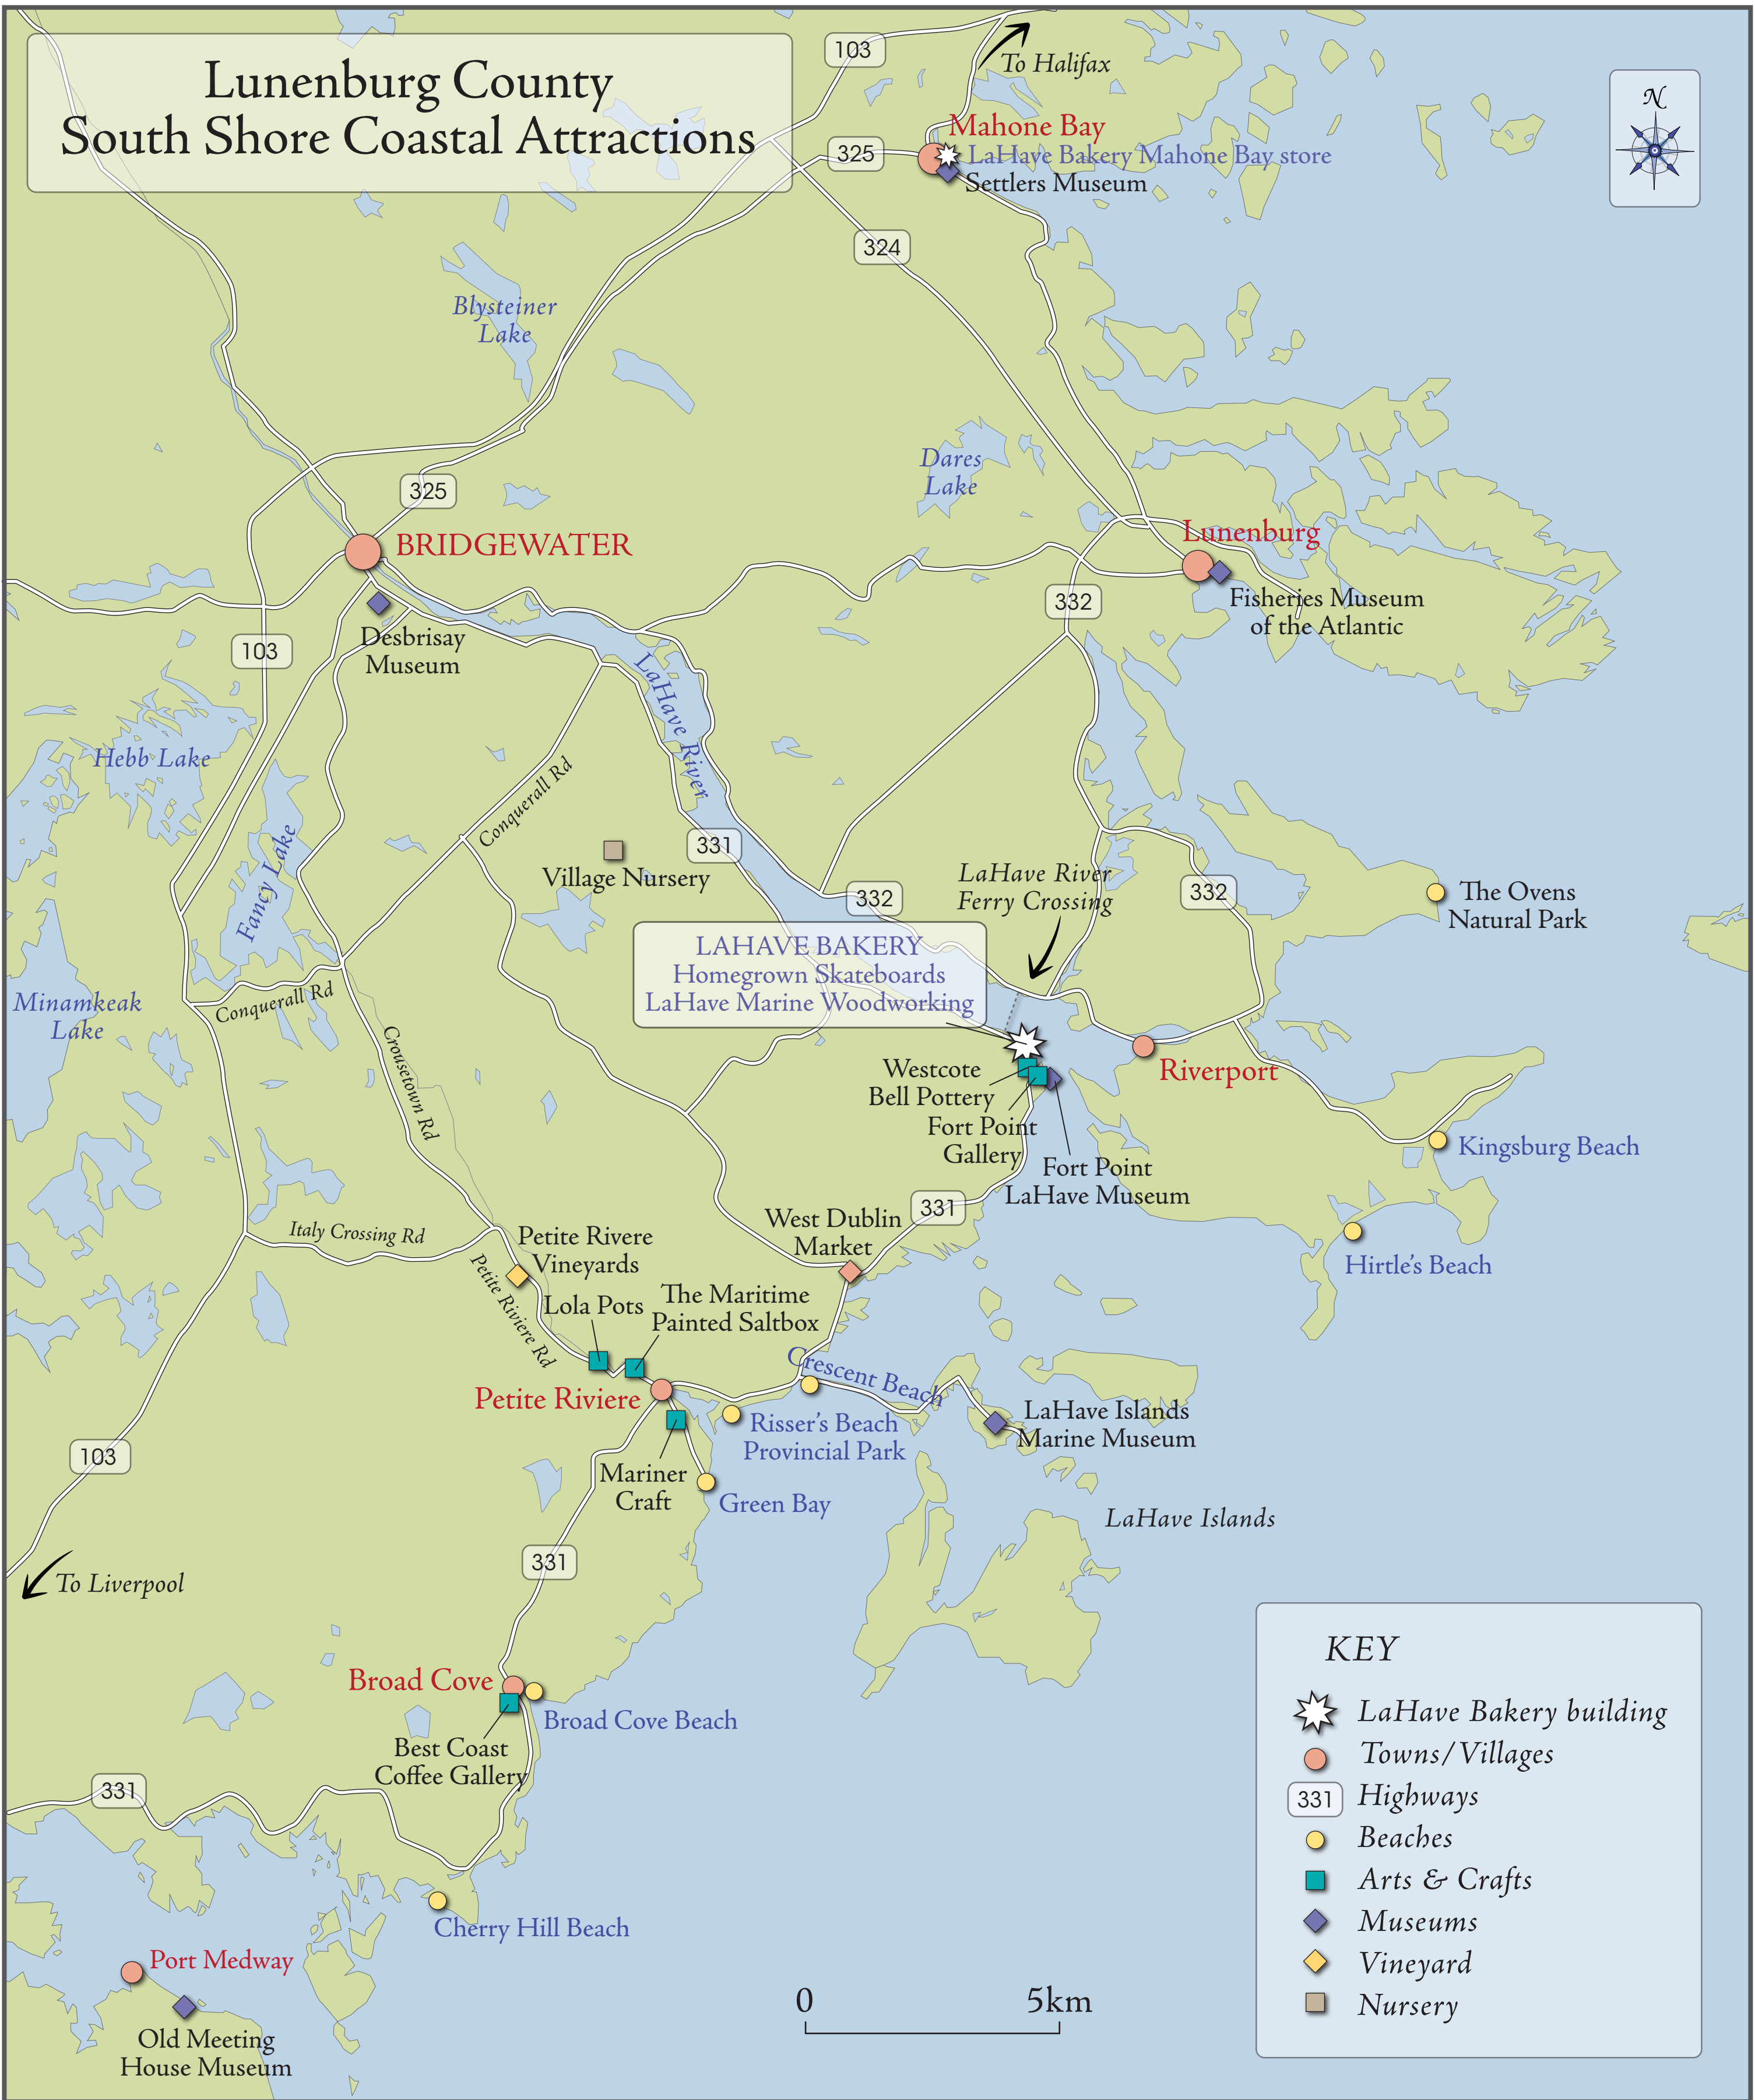 Lunenburg County
South Shore Coastal Attractions
103
To Halifax
N
Mahone Bay
325
LaHave Bakery Mahone Bay store
Settlers Museum
324
Blysteiner
Lake
Dares
Lake
325
BRIDGEWATER
Lunenburg
332
Fisheries Museum
of the Atlantic
Desbrisay
Museum
103
LaHave River
Hebb Lake
Conquerall Rd
Fancy Lake
331
Village Nursery
LaHave River
Ferry Crossing
332
332
The Ovens
Natural Park
LAHAVE BAKERY
Homegrown Skateboards
LaHave Marine Woodworking
Minamkeak
Lake
Conquerall Rd
Crousetown Rd
Westcote
Bell Pottery
Riverport
Fort Point
Gallery
Kingsburg Beach
Fort Point
LaHave Museum
331
West Dublin
Market
Italy Crossing Rd
Petite Rivere
Vineyards
Hirtle's Beach
Petite Riviere Rd
Lola Pots
The Maritime
Painted Saltbox
Crescent Beach
Petite Riviere
Risser's Beach
Provincial Park
LaHave Islands
Marine Museum
103
Mariner
Craft
Green Bay
LaHave Islands
331
To Liverpool
Broad Cove
Broad Cove Beach
Best Coast
Coffee Gallery
331
Cherry Hill Beach
Port Medway
Old Meeting
House Museum
0 5km
KEY
LaHave Bakery building
Towns/Villages
331 Highways
Beaches
Arts & Crafts
Museums
Vineyard
Nursery